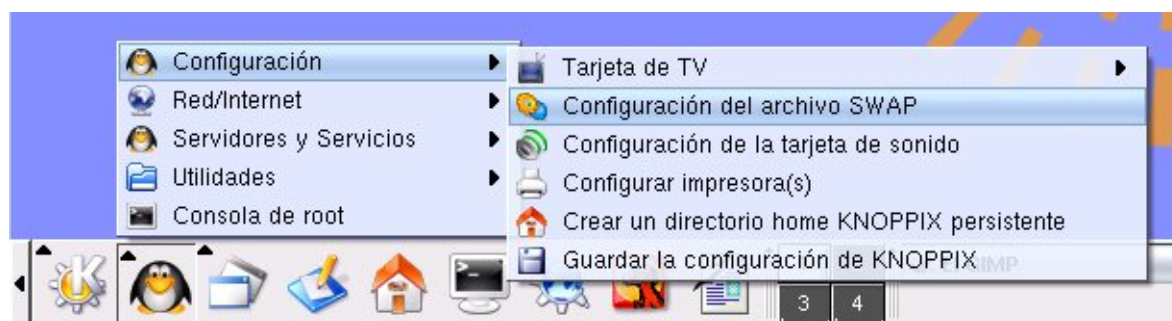 Configuración
Red/Internet
Servidores y Servicios
Utilidades
Consola de root
Tarjeta de TV
Configuración del archivo SWAP
Configuración de la tarjeta de sonido
Configurar impresora(s)
Crear un directorio home KNOPPIX persistente
Guardar la configuración de KNOPPIX
3 4